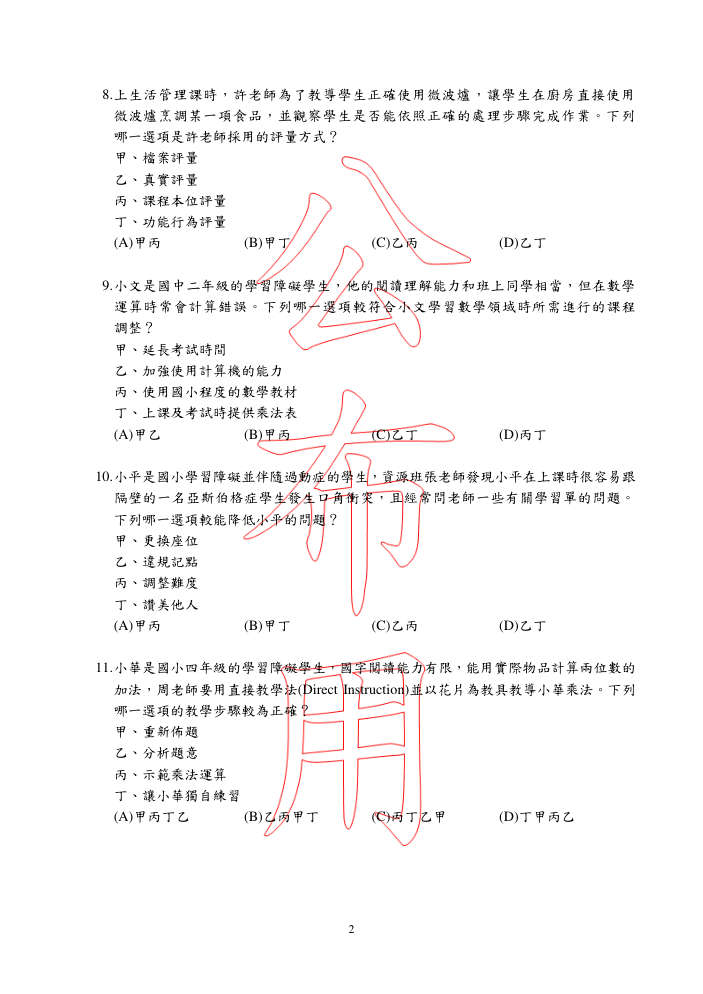 8.上生活管理課時，許老師為了教導學生正確使用微波爐，讓學生在廚房直接使用
微波爐烹調某一項食品，並觀察學生是否能依照正確的處理步驟完成作業。下列
哪一選項是許老師採用的評量方式？
甲、檔案評量
乙、真實評量
丙、課程本位評量
丁、功能行為評量
(A)甲丙 (B)甲丁 (C)乙丙 (D)乙丁
9.小文是國中二年級的學習障礙學生，他的閱讀理解能力和班上同學相當，但在數學
運算時常會計算錯誤。下列哪一選項較符合小文學習數學領域時所需進行的課程
調整？
甲、延長考試時間
乙、加強使用計算機的能力
丙、使用國小程度的數學教材
丁、上課及考試時提供乘法表
(A)甲乙 (B)甲丙 (C)乙丁 (D)丙丁
10.小平是國小學習障礙並伴隨過動症的學生，資源班張老師發現小平在上課時很容易跟
隔壁的一名亞斯伯格症學生發生口角衝突，且經常問老師一些有關學習單的問題。
下列哪一選項較能降低小平的問題？
甲、更換座位
乙、違規記點
丙、調整難度
丁、讚美他人
(A)甲丙 (B)甲丁 (C)乙丙 (D)乙丁
11.小華是國小四年級的學習障礙學生，國字閱讀能力有限，能用實際物品計算兩位數的
加法，周老師要用直接教學法(Direct Instruction)並以花片為教具教導小華乘法。下列
哪一選項的教學步驟較為正確？
甲、重新佈題
乙、分析題意
丙、示範乘法運算
丁、讓小華獨自練習
(A)甲丙丁乙 (B)乙丙甲丁 (C)丙丁乙甲 (D)丁甲丙乙
公布用
2